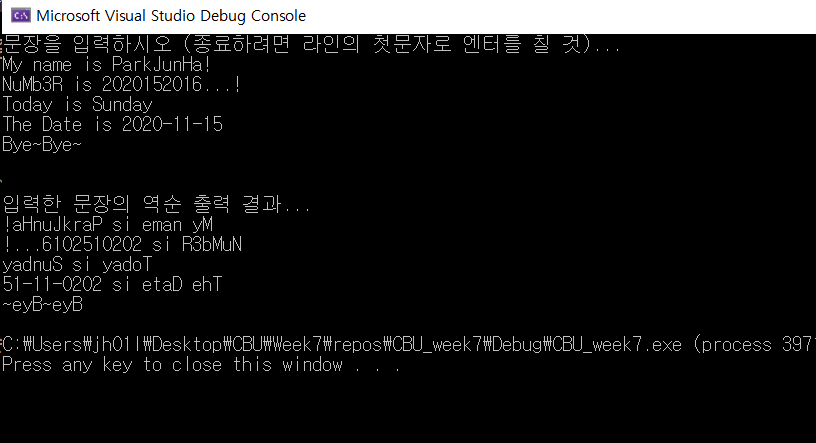 Microsoft Visual Studio Debug Console
문장을 입력하시오 (종료하려면 라인의 첫문자로 엔터를 칠 것)...
My name is ParkJunHa!
NuMb3R is 2020152016...!
Today is Sunday
The Date is 2020-11-15
Bye~Bye~
입력한 문장의 역순 출력 결과...
!aHnuJkraP si eman yM
!...6102510202 si R3bMuN
yadnuS si yadoT
51-11-0202 si etaD ehT
~eyB~eyB
C:₩Users₩jh01l₩Desktop₩CBU₩Week7₩repos₩CBU_week7₩Debug₩CBU_week7.exe (process 397
Press any key to close this window . . .